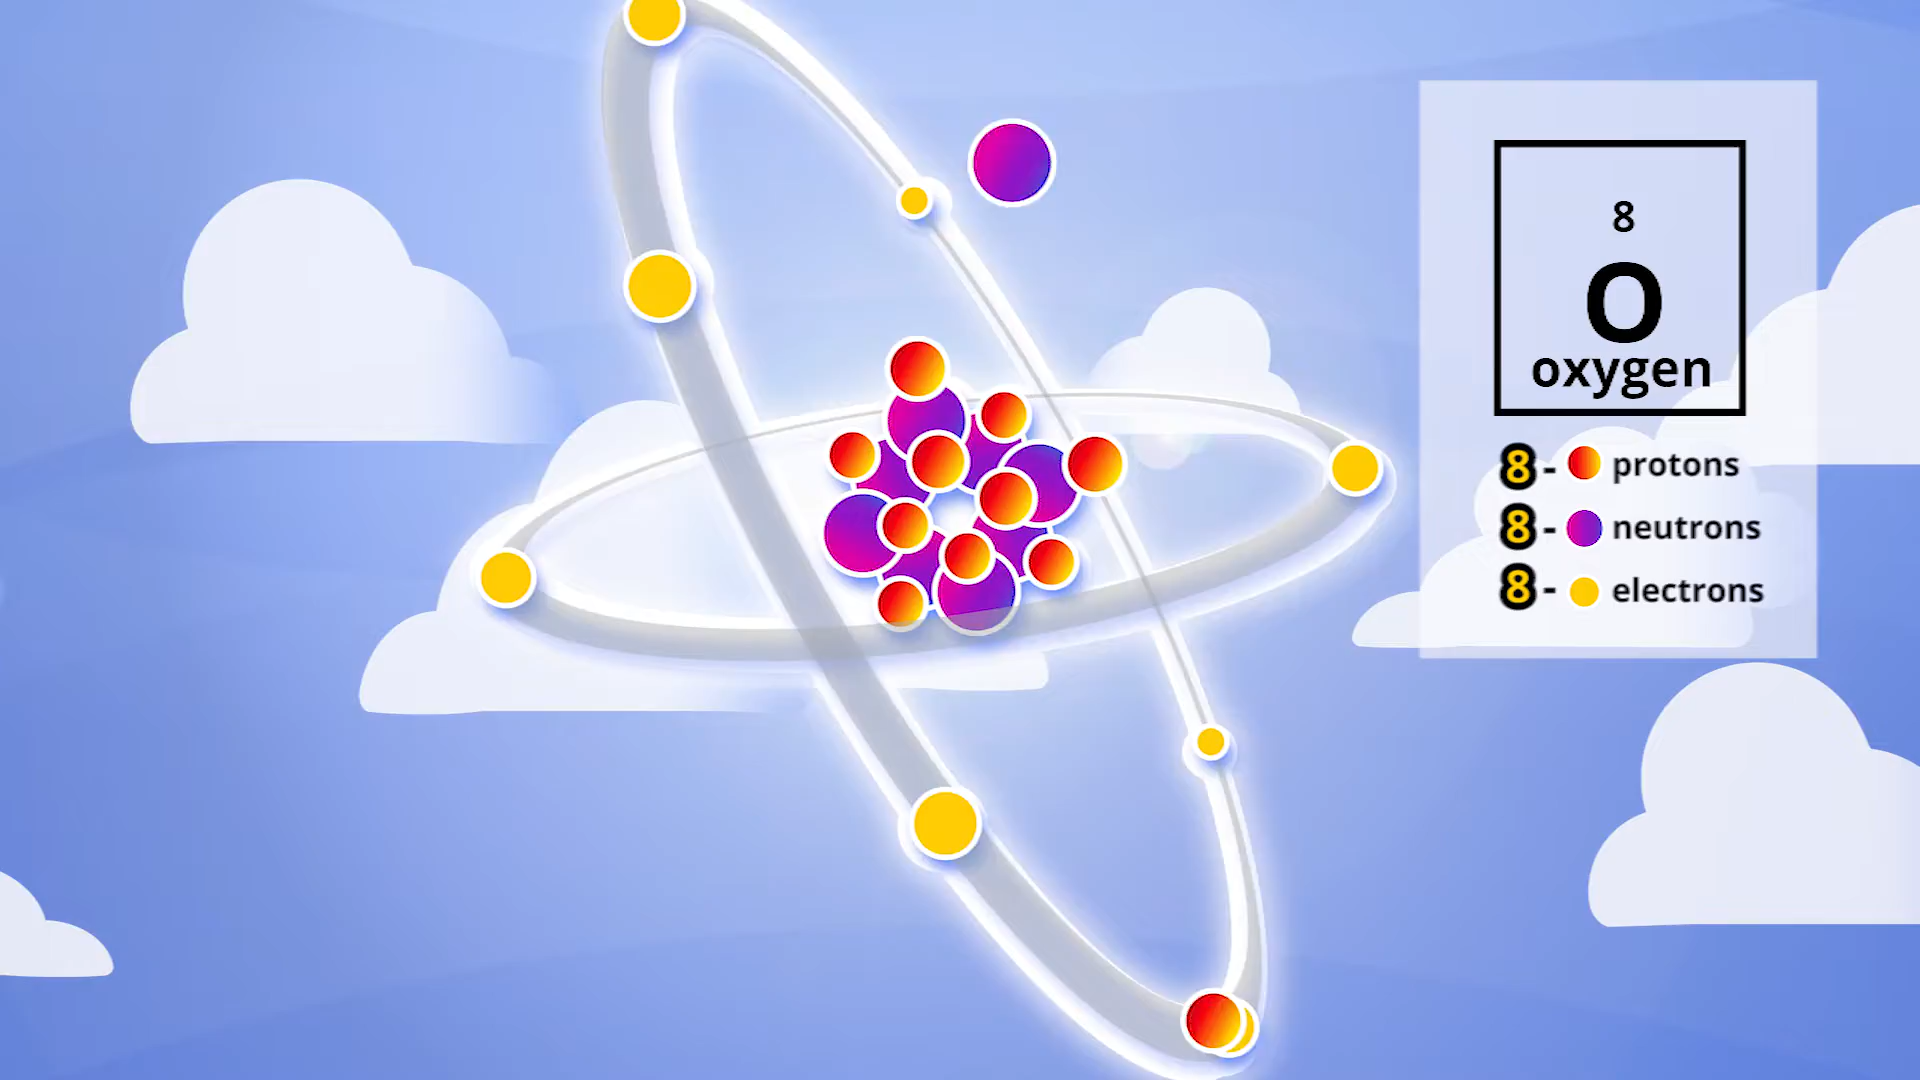 8
O
oxygen
8 - protons
8 - neutrons
8 - electrons